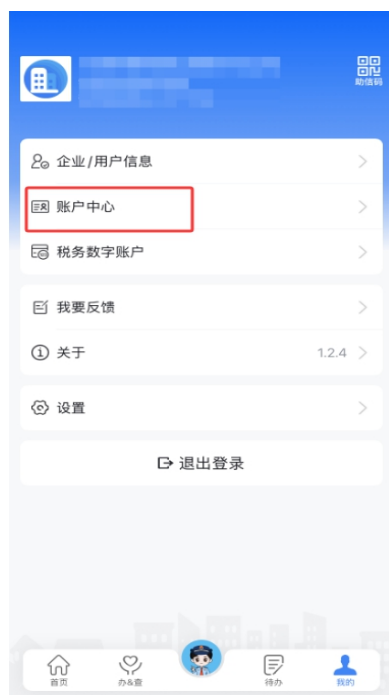 助信码
企业/用户信息
账户中心
税务数字账户
我要反馈
关于 1.2.4
设置
退出登录
首页 办&查 待办 我的